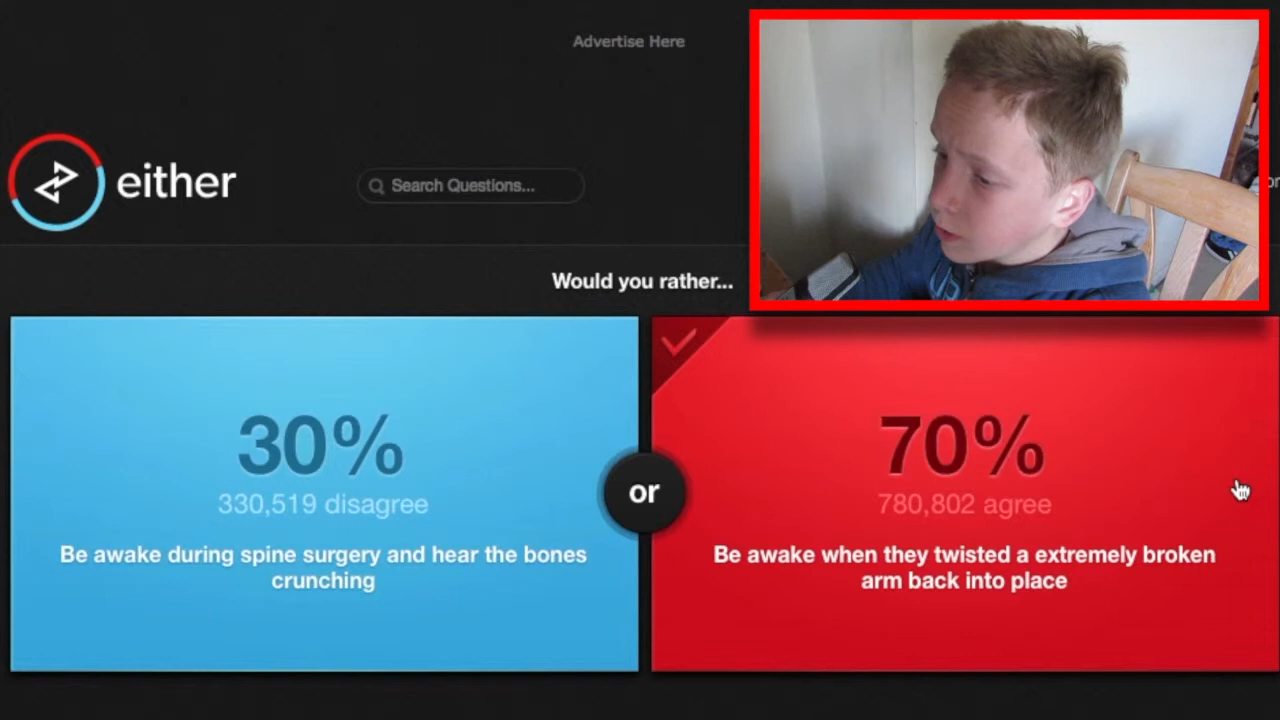 Advertise Here
either
Search Questions...
Would you rather...
30%
330,519 disagree
Be awake during spine surgery and hear the bones
crunching
or
70%
780,802 agree
Be awake when they twisted a extremely broken
arm back into place